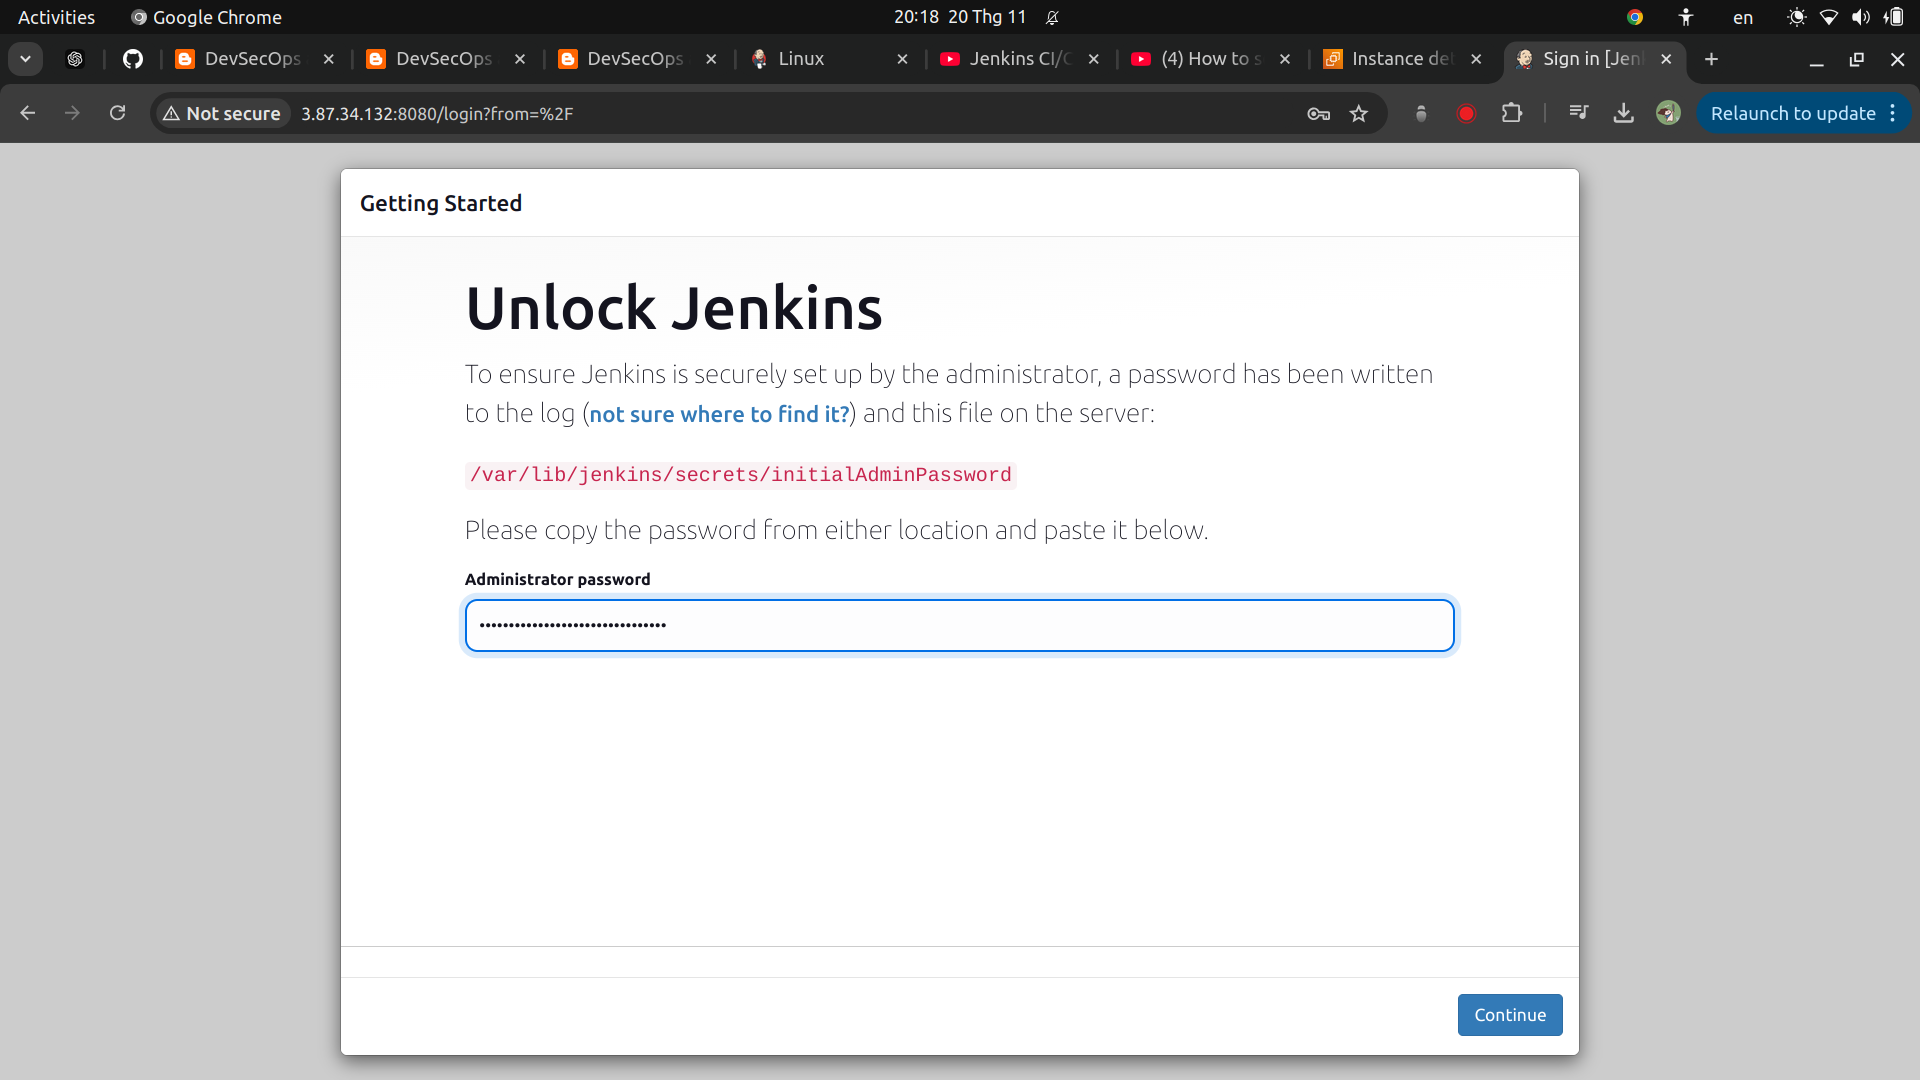 Activities
Google Chrome
20:18 20 Thg 11
en
DevSecOps
DevSecOps
DevSecOps
Linux
Jenkins CI/C
(4) How to s
Instance det
Sign in [Jen
Not secure
3.87.34.132:8080/login?from=%2F
Relaunch to update
Getting Started
Unlock Jenkins
To ensure Jenkins is securely set up by the administrator, a password has been written
to the log (not sure where to find it?) and this file on the server:
/var/lib/jenkins/secrets/initialAdminPassword
Please copy the password from either location and paste it below.
Administrator password
Continue